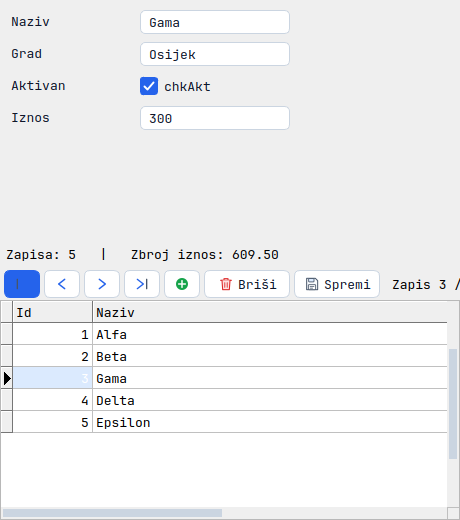 Naziv Gama
Grad Osijek
Aktivan chkAkt
Iznos 300
Zapisa: 5 | Zbroj iznos: 609.50
Briši Spremi Zapis 3 /
Id Naziv
1 Alfa
2 Beta
3 Gama
4 Delta
5 Epsilon